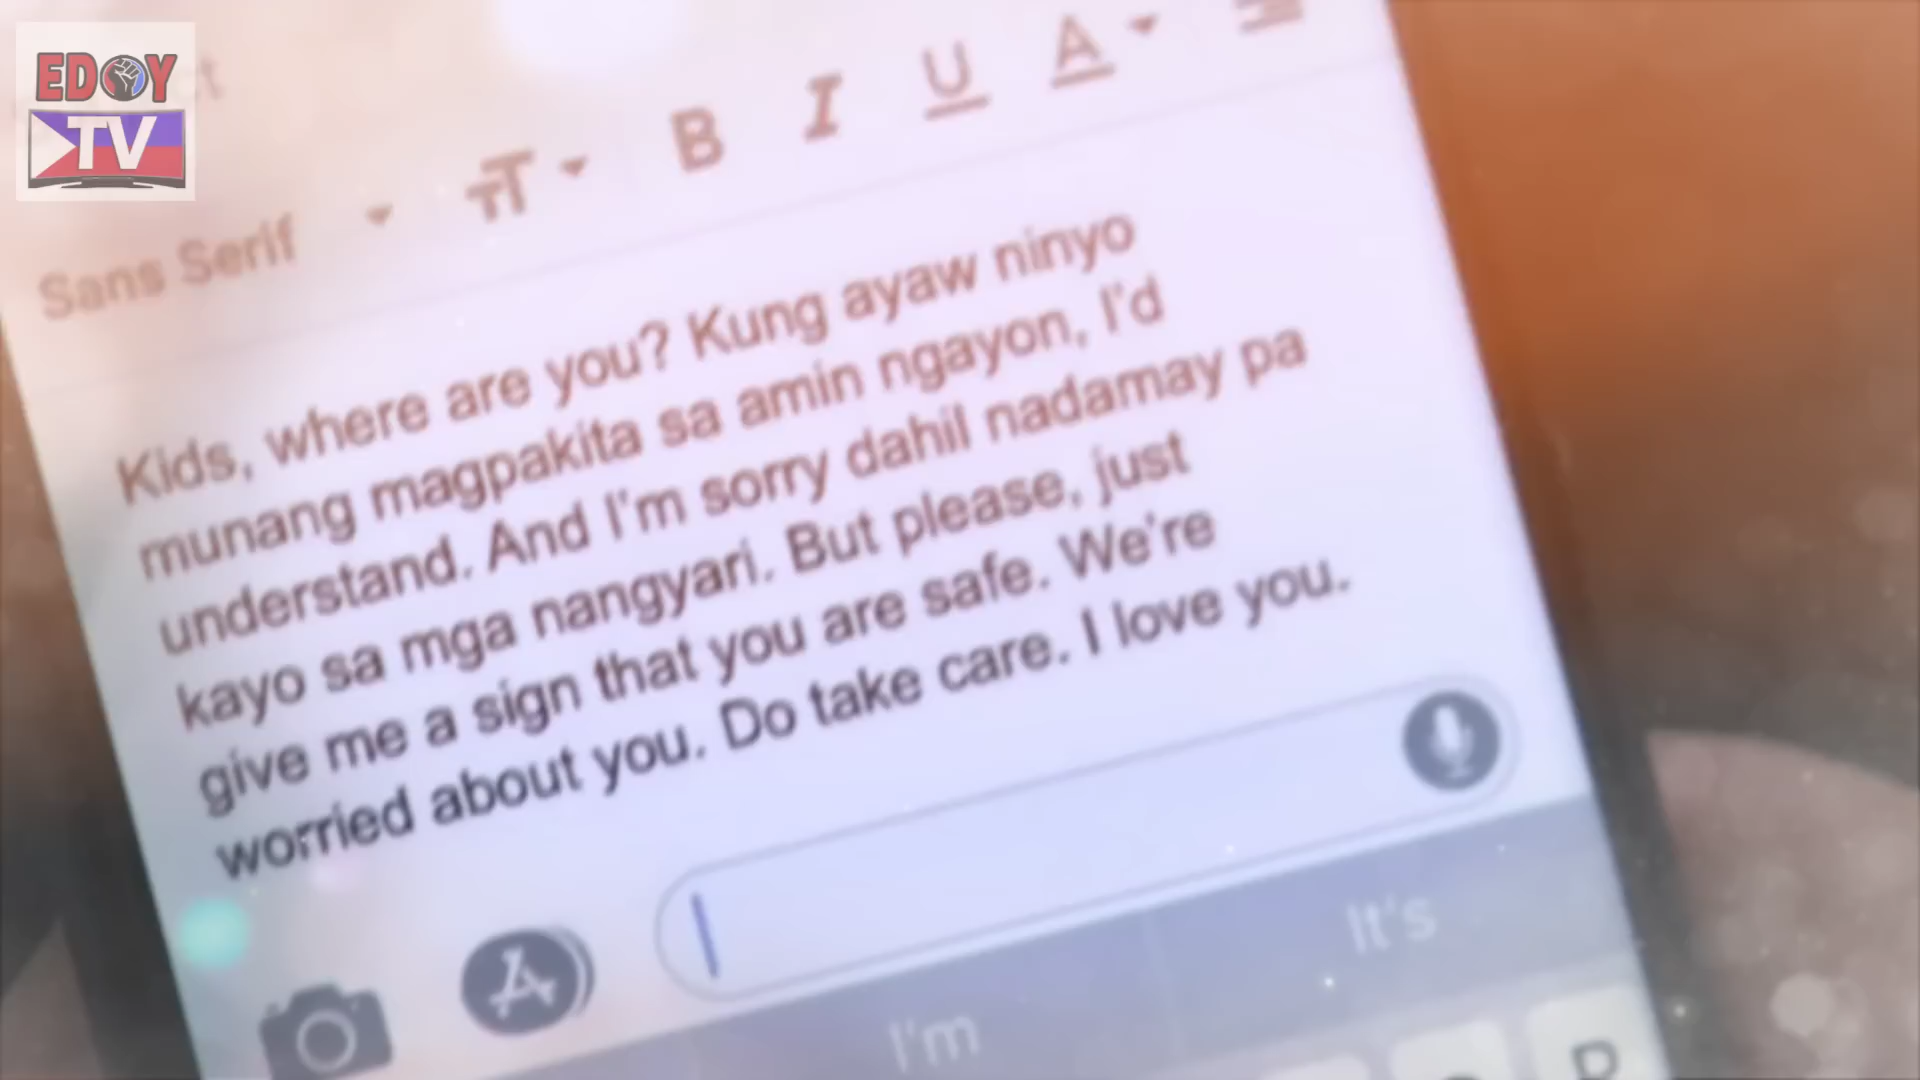 EDOY
TV
Sans Serif
TT
B
I
U
A
Kids, where are you? Kung ayaw ninyo
munang magpakita sa amin ngayon, I'd
understand. And I'm sorry dahil nadamay pa
kayo sa mga nangyari. But please, just
give me a sign that you are safe. We're
worried about you. Do take care. I love you.
I'm
It's